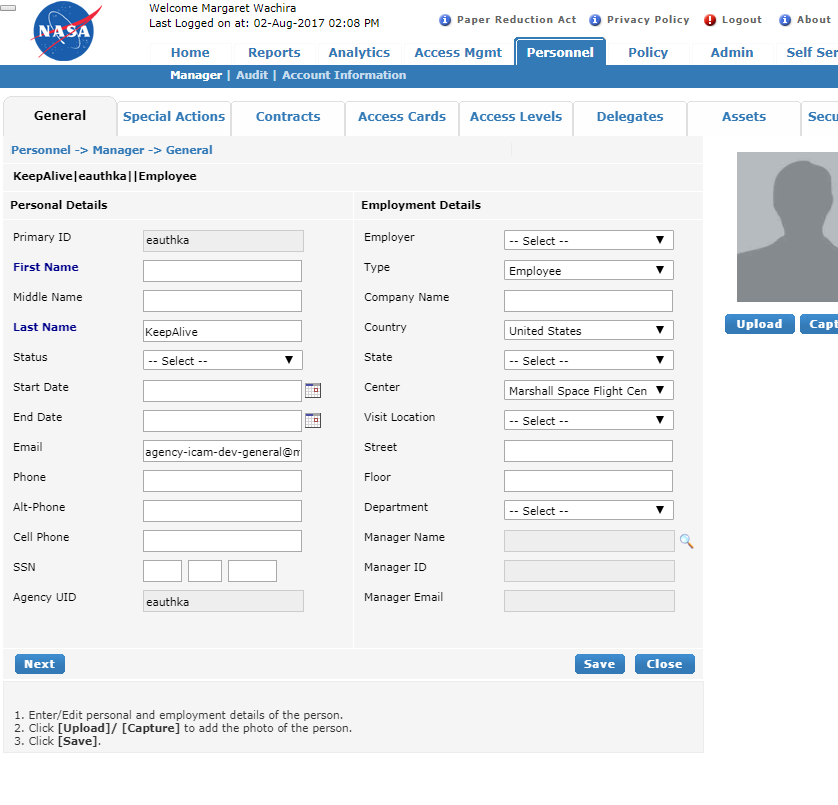 NASA
Welcome Margaret Wachira
Last Logged on at: 02-Aug-2017 02:08 PM
Paper Reduction Act Privacy Policy Logout About
Home Reports Analytics Access Mgmt Personnel Policy Admin Self Ser
Manager | Audit | Account Information
General Special Actions Contracts Access Cards Access Levels Delegates Assets Secu
Personnel -> Manager -> General
KeepAlive|eauthka||Employee
Personal Details Employment Details
Primary ID eauthka Employer -- Select --
First Name Type Employee
Middle Name Company Name
Last Name KeepAlive Country United States
Status -- Select -- State -- Select --
Start Date Center Marshall Space Flight Cen
End Date Visit Location -- Select --
Email agency-icam-dev-general@m Street
Phone Floor
Alt-Phone Department -- Select --
Cell Phone Manager Name
SSN Manager ID
Agency UID eauthka Manager Email
Upload Capt
Next Save Close
1. Enter/Edit personal and employment details of the person.
2. Click [Upload]/ [Capture] to add the photo of the person.
3. Click [Save].